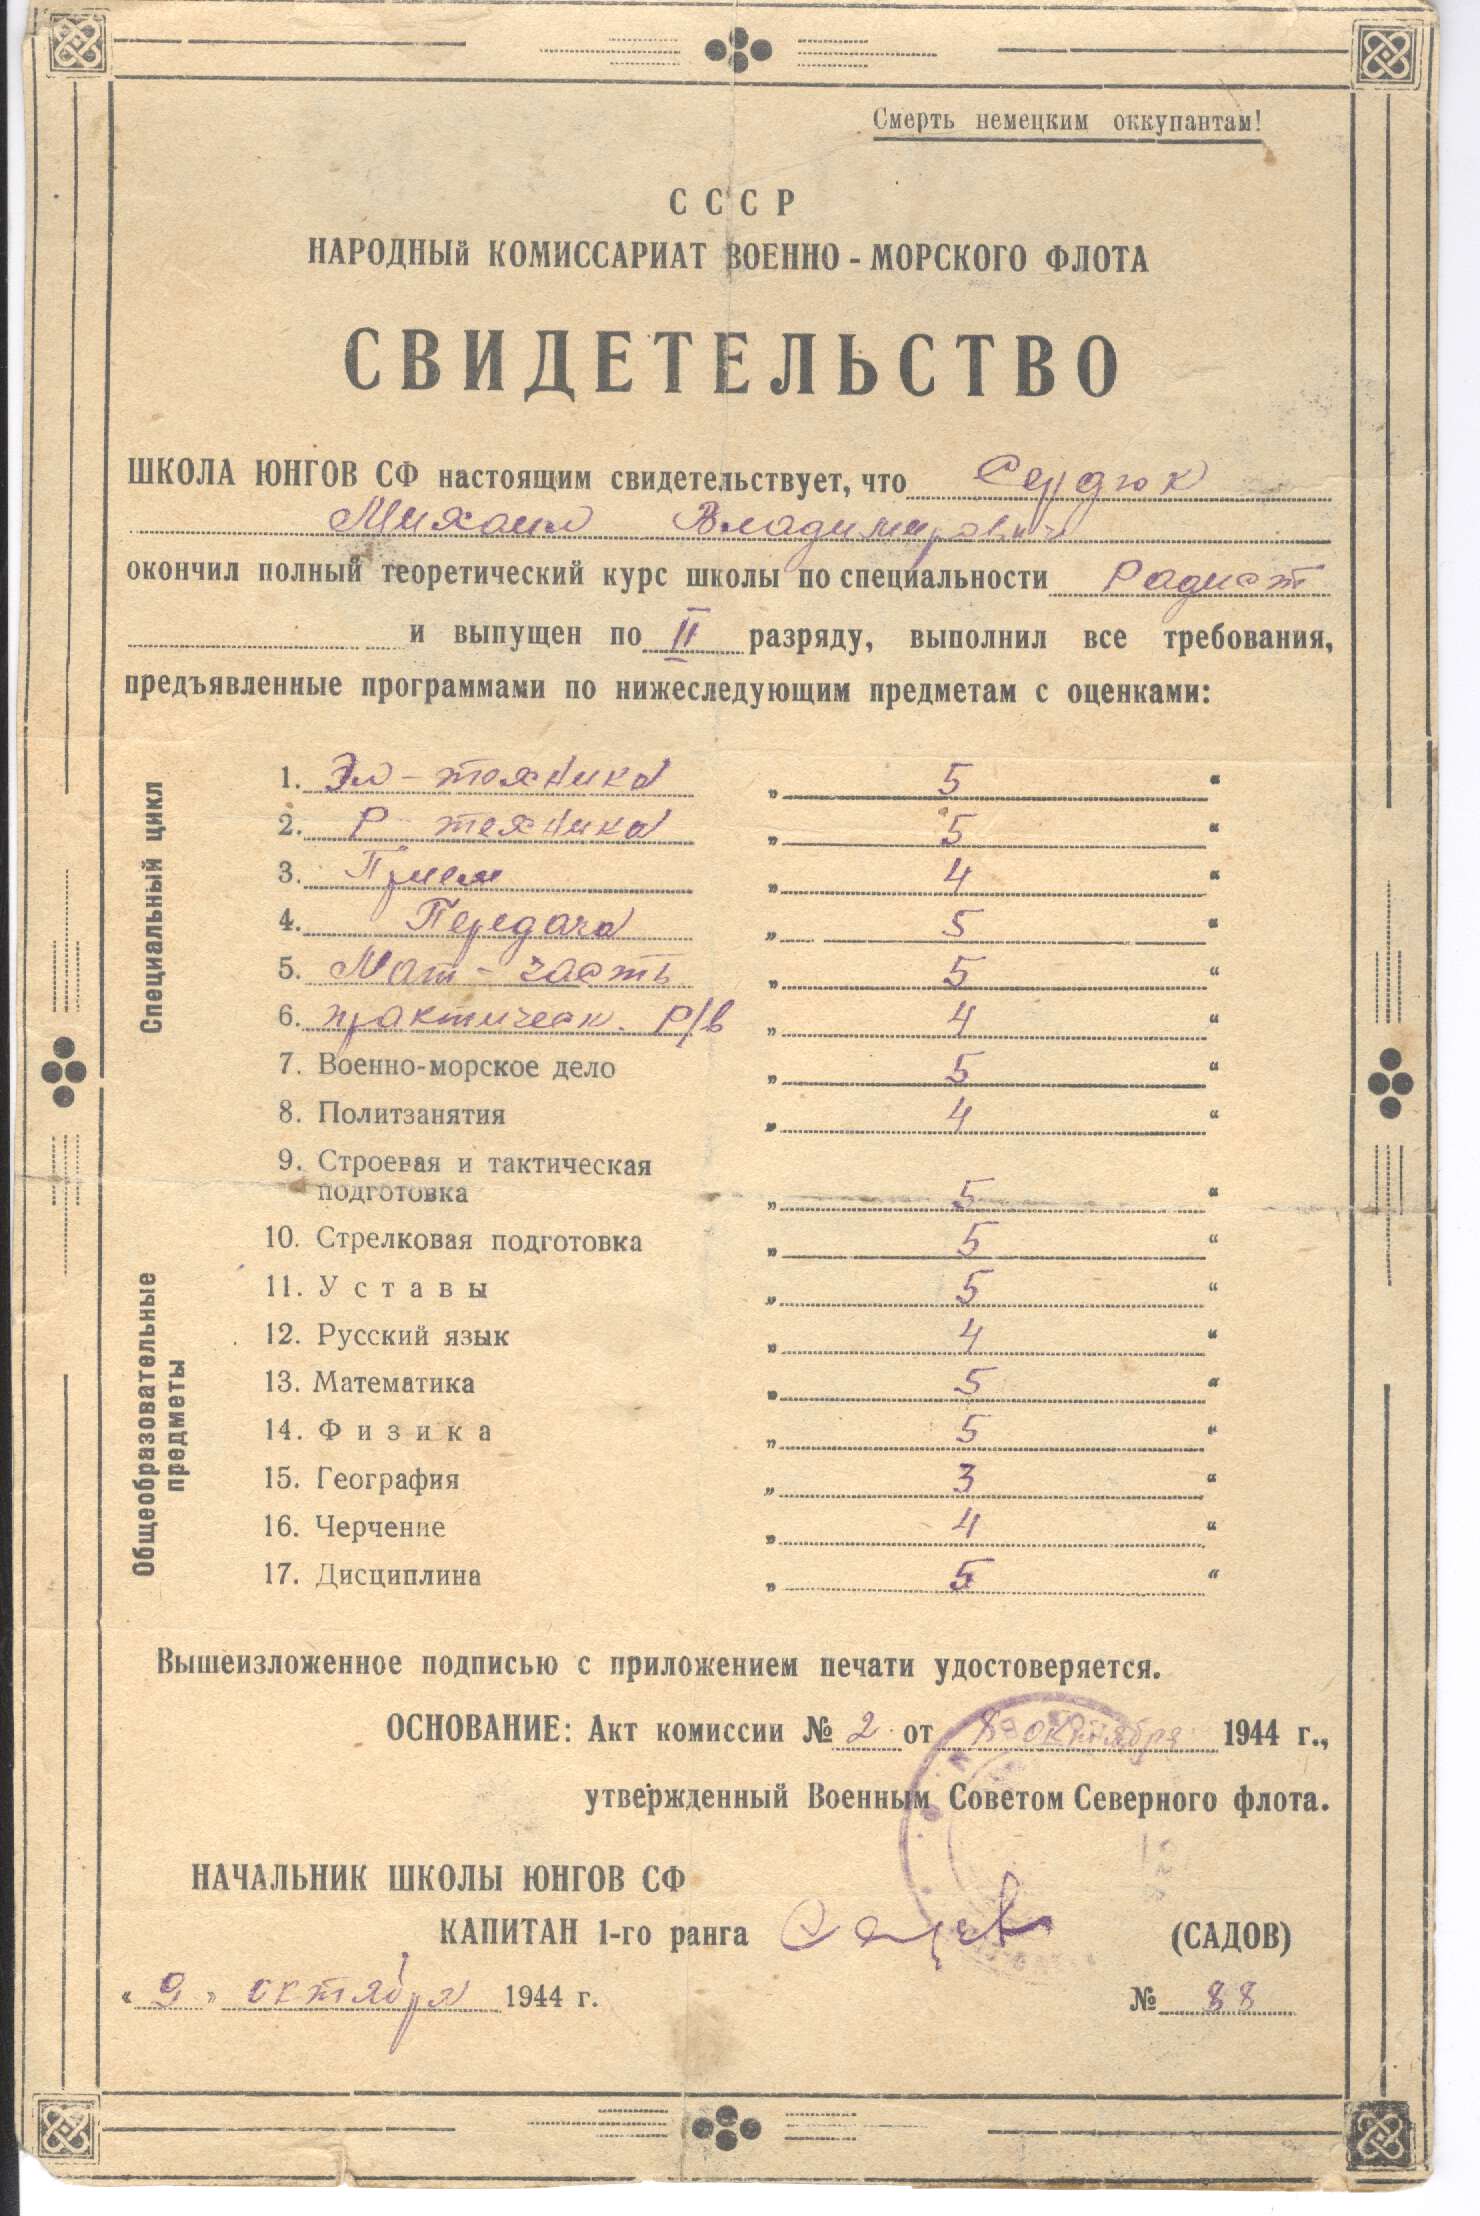 Смерть немецким оккупантам!
СССР
НАРОДНЫЙ КОМИССАРИАТ ВОЕННО - МОРСКОГО ФЛОТА
СВИДЕТЕЛЬСТВО
ШКОЛА ЮНГОВ СФ настоящим свидетельствует, что Сердюк
Михаил Владимирович
окончил полный теоретический курс школы по специальности Радист
и выпущен по II разряду, выполнил все требования,
предъявленные программами по нижеследующим предметам с оценками:
Специальный цикл
1. Эл-техника „ 5 “
2. Р-техника „ 5 “
3. Прием „ 4 “
4. Передача „ 5 “
5. Мат-часть „ 5 “
6. практическ. Р/в „ 4 “
7. Военно-морское дело „ 5 “
8. Политзанятия „ 4 “
9. Строевая и тактическая
подготовка „ 5 “
10. Стрелковая подготовка „ 5 “
11. Уставы „ 5 “
Общеобразовательные
предметы
12. Русский язык „ 4 “
13. Математика „ 5 “
14. Физика „ 5 “
15. География „ 3 “
16. Черчение „ 4 “
17. Дисциплина „ 5 “
Вышеизложенное подписью с приложением печати удостоверяется.
ОСНОВАНИЕ: Акт комиссии № 2 от 8 октября 1944 г.,
утвержденный Военным Советом Северного флота.
НАЧАЛЬНИК ШКОЛЫ ЮНГОВ СФ
КАПИТАН 1-го ранга (САДОВ)
« 9 » октября 1944 г. № 88